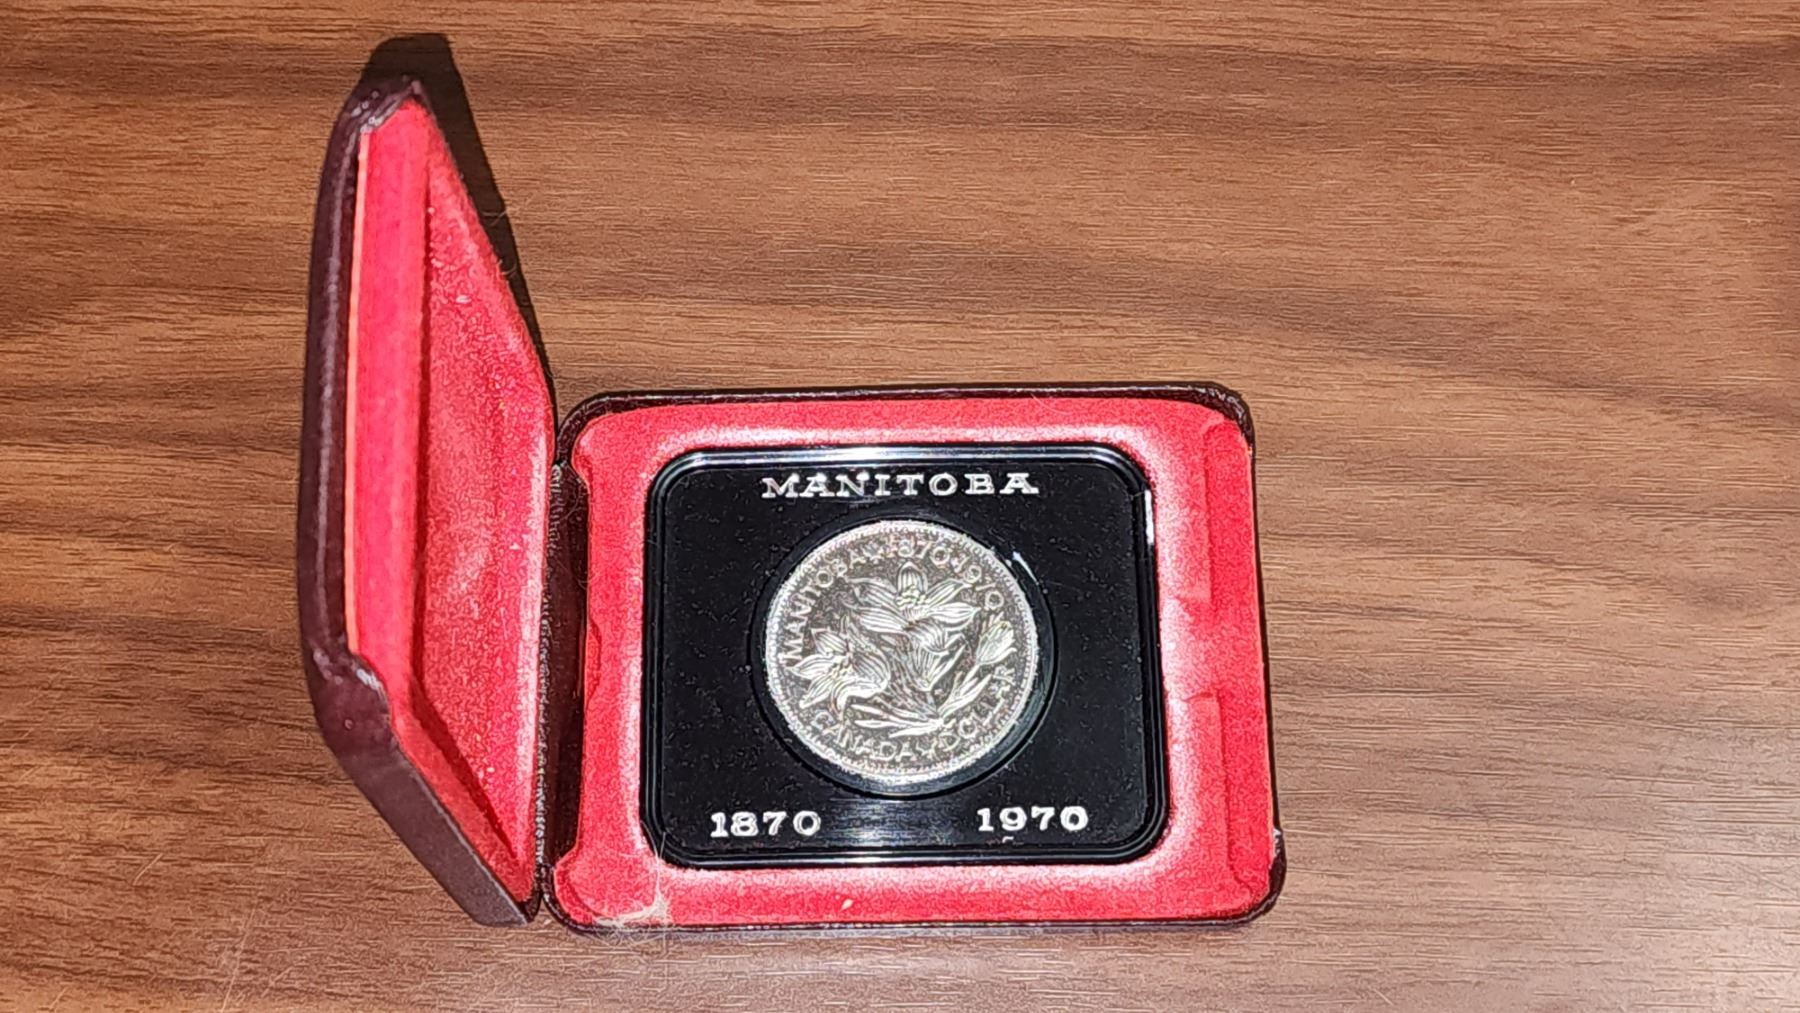 MANITOBA
MANITOBA 1870·1970
CANADA DOLLAR
1870 1970